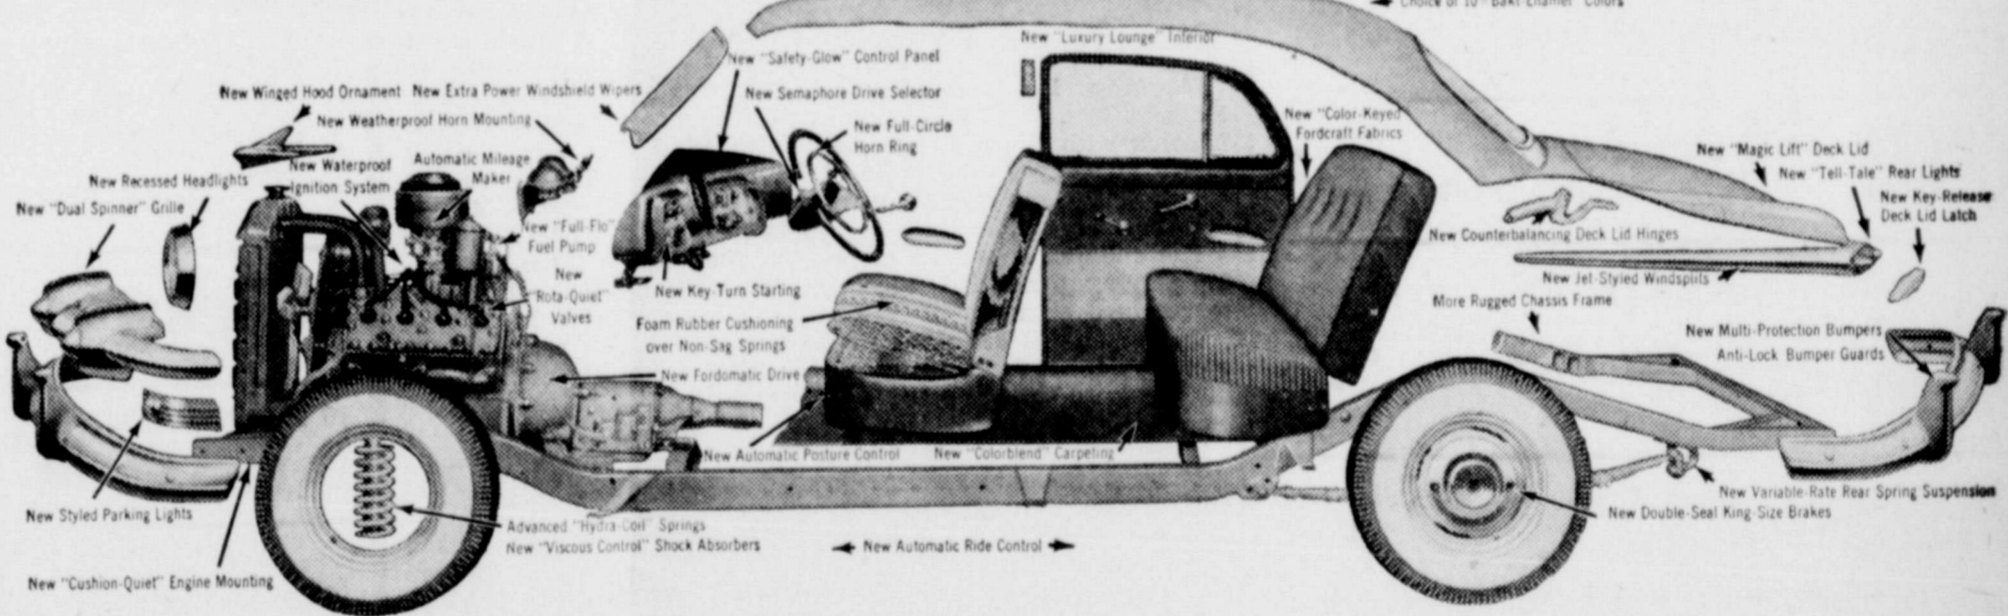 Choice of 10 "Bakt-Enamel" Colors
New "Luxury Lounge" Interior
New "Safety-Glow" Control Panel
New Winged Hood Ornament
New Extra Power Windshield Wipers
New Semaphore Drive Selector
New Weatherproof Horn Mounting
New Full-Circle
Horn Ring
New "Color-Keyed"
Fordcraft Fabrics
New "Magic Lift" Deck Lid
New "Tell-Tale" Rear Lights
New Key-Release
Deck Lid Latch
New Recessed Headlights
New Waterproof
Ignition System
Automatic Mileage
Maker
New "Dual Spinner" Grille
New "Full-Flo"
Fuel Pump
New Counterbalancing Deck Lid Hinges
New
"Rota-Quiet"
Valves
New Key-Turn Starting
New Jet-Styled Windsplits
More Rugged Chassis Frame
Foam Rubber Cushioning
over Non-Sag Springs
New Multi-Protection Bumpers
Anti-Lock Bumper Guards
New Fordomatic Drive
New Automatic Posture Control
New "Colorblend" Carpeting
New Styled Parking Lights
Advanced "Hydra-Coil" Springs
New "Viscous Control" Shock Absorbers
New Automatic Ride Control
New Variable-Rate Rear Spring Suspension
New Double-Seal King-Size Brakes
New "Cushion-Quiet" Engine Mounting